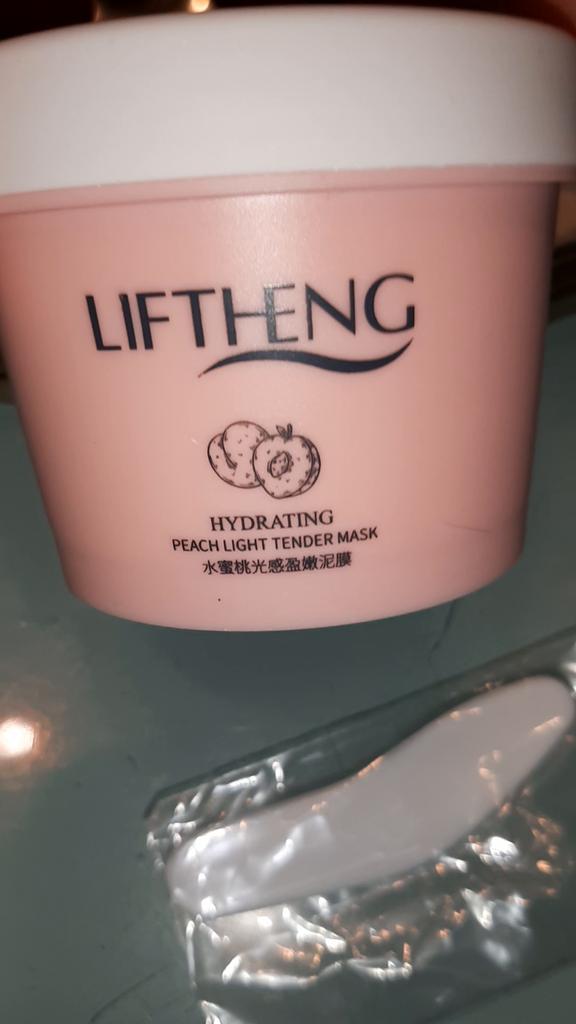 LIFTHENG
HYDRATING
PEACH LIGHT TENDER MASK
水蜜桃光感盈嫩泥膜